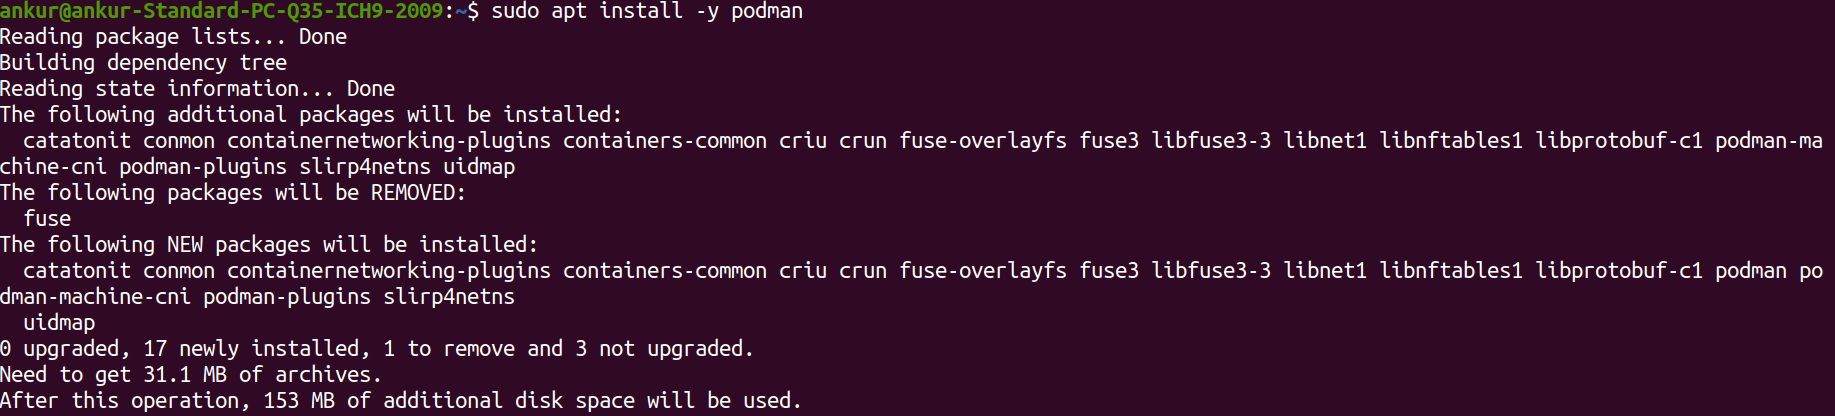 ankur@ankur-Standard-PC-Q35-ICH9-2009:~$ sudo apt install -y podman
Reading package lists... Done
Building dependency tree
Reading state information... Done
The following additional packages will be installed:
  catatonit conmon containernetworking-plugins containers-common criu crun fuse-overlayfs fuse3 libfuse3-3 libnet1 libnftables1 libprotobuf-c1 podman-ma
chine-cni podman-plugins slirp4netns uidmap
The following packages will be REMOVED:
  fuse
The following NEW packages will be installed:
  catatonit conmon containernetworking-plugins containers-common criu crun fuse-overlayfs fuse3 libfuse3-3 libnet1 libnftables1 libprotobuf-c1 podman po
dman-machine-cni podman-plugins slirp4netns
  uidmap
0 upgraded, 17 newly installed, 1 to remove and 3 not upgraded.
Need to get 31.1 MB of archives.
After this operation, 153 MB of additional disk space will be used.